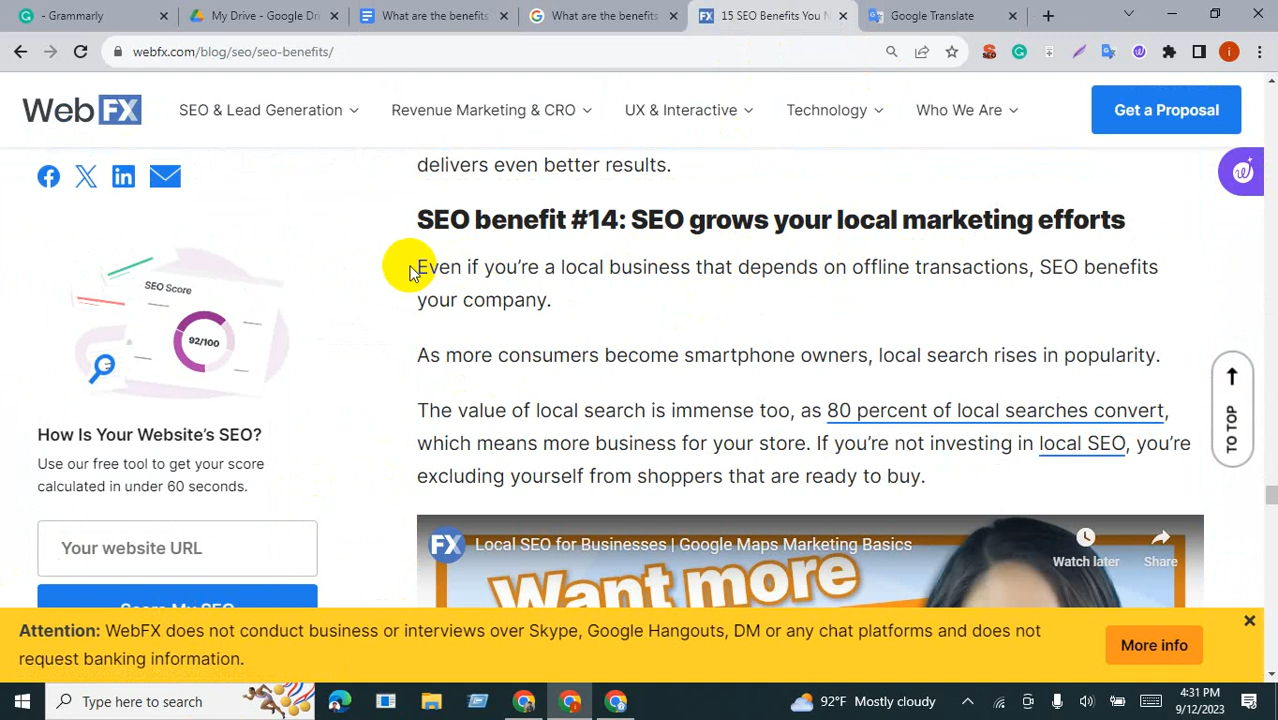 - Grammarly
My Drive - Google Dri
What are the benefits
What are the benefits
15 SEO Benefits You N
Google Translate
webfx.com/blog/seo/seo-benefits/
WebFX
SEO & Lead Generation
Revenue Marketing & CRO
UX & Interactive
Technology
Who We Are
Get a Proposal
delivers even better results.
SEO benefit #14: SEO grows your local marketing efforts
Even if you’re a local business that depends on offline transactions, SEO benefits
your company.
As more consumers become smartphone owners, local search rises in popularity.
The value of local search is immense too, as 80 percent of local searches convert,
which means more business for your store. If you’re not investing in local SEO, you’re
excluding yourself from shoppers that are ready to buy.
SEO Score
92/100
How Is Your Website’s SEO?
Use our free tool to get your score
calculated in under 60 seconds.
Your website URL
Score My SEO
TO TOP
FX
Local SEO for Businesses | Google Maps Marketing Basics
Watch later
Share
Want more
Attention: WebFX does not conduct business or interviews over Skype, Google Hangouts, DM or any chat platforms and does not
request banking information.
More info
Type here to search
92°F Mostly cloudy
4:31 PM
9/12/2023